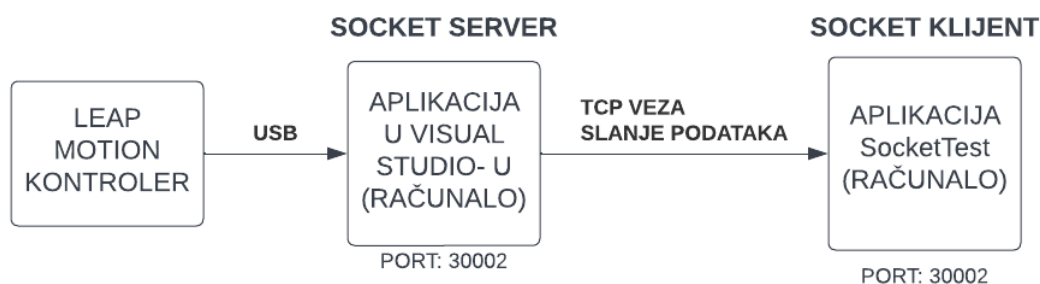 SOCKET SERVER
SOCKET KLIJENT
LEAP
MOTION
KONTROLER
USB
APLIKACIJA
U VISUAL
STUDIO- U
(RAČUNALO)
PORT: 30002
TCP VEZA
SLANJE PODATAKA
APLIKACIJA
SocketTest
(RAČUNALO)
PORT: 30002